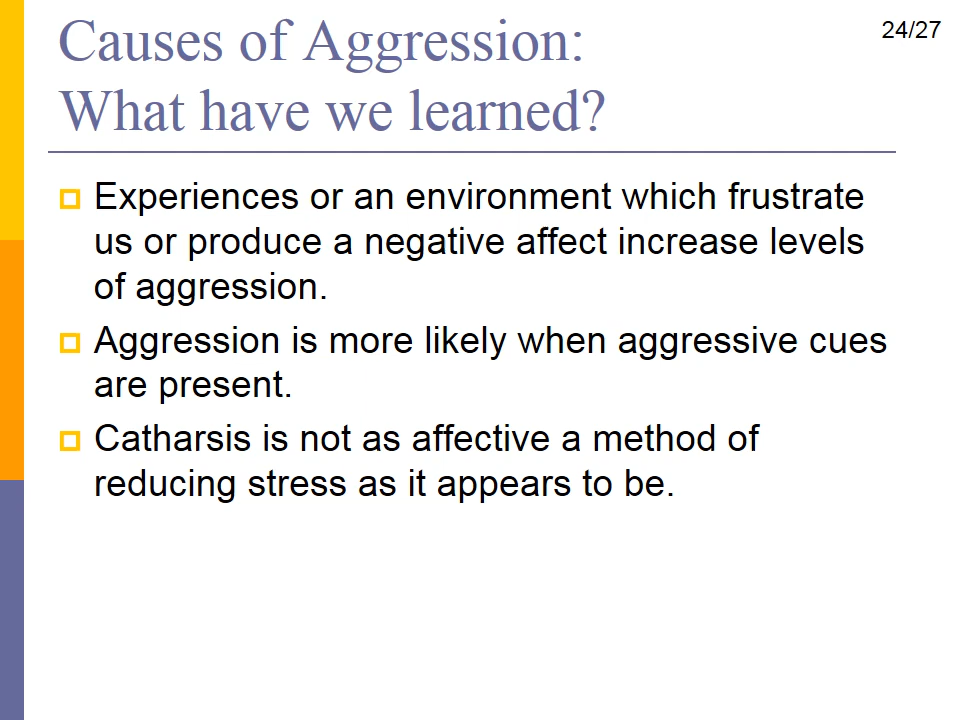 Causes of Aggression:
What have we learned?
24/27
Experiences or an environment which frustrate
us or produce a negative affect increase levels
of aggression.
Aggression is more likely when aggressive cues
are present.
Catharsis is not as affective a method of
reducing stress as it appears to be.